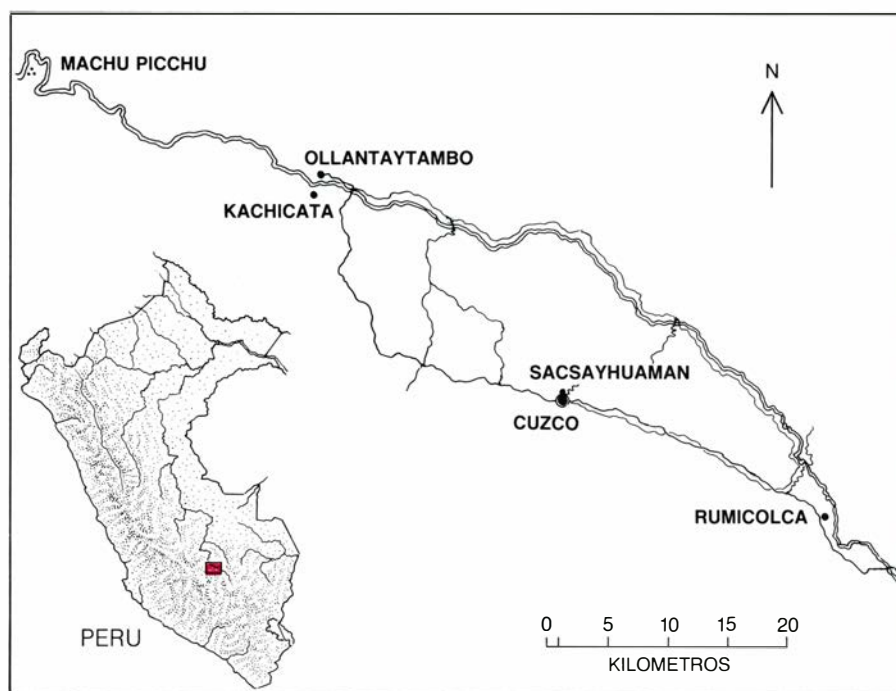 MACHU PICCHU
N
OLLANTAYTAMBO
KACHICATA
SACSAYHUAMAN
CUZCO
RUMICOLCA
PERU
0 5 10 15 20
KILOMETROS